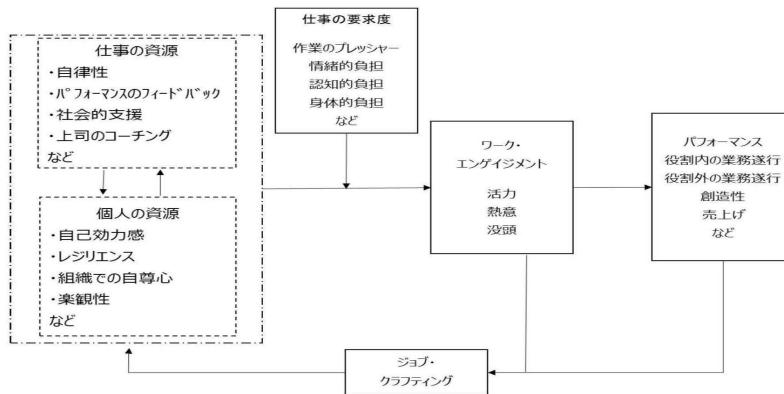 仕事の資源
・自律性
・ﾊﾟﾌｫｰﾏﾝｽのﾌｨｰﾄﾞﾊﾞｯｸ
・社会的支援
・上司のコーチング
など
個人の資源
・自己効力感
・レジリエンス
・組織での自尊心
・楽観性
など
仕事の要求度
作業のプレッシャー
情緒的負担
認知的負担
身体的負担
など
ワーク・
エンゲイジメント
活力
熱意
没頭
パフォーマンス
役割内の業務遂行
役割外の業務遂行
創造性
売上げ
など
ジョブ・
クラフティング